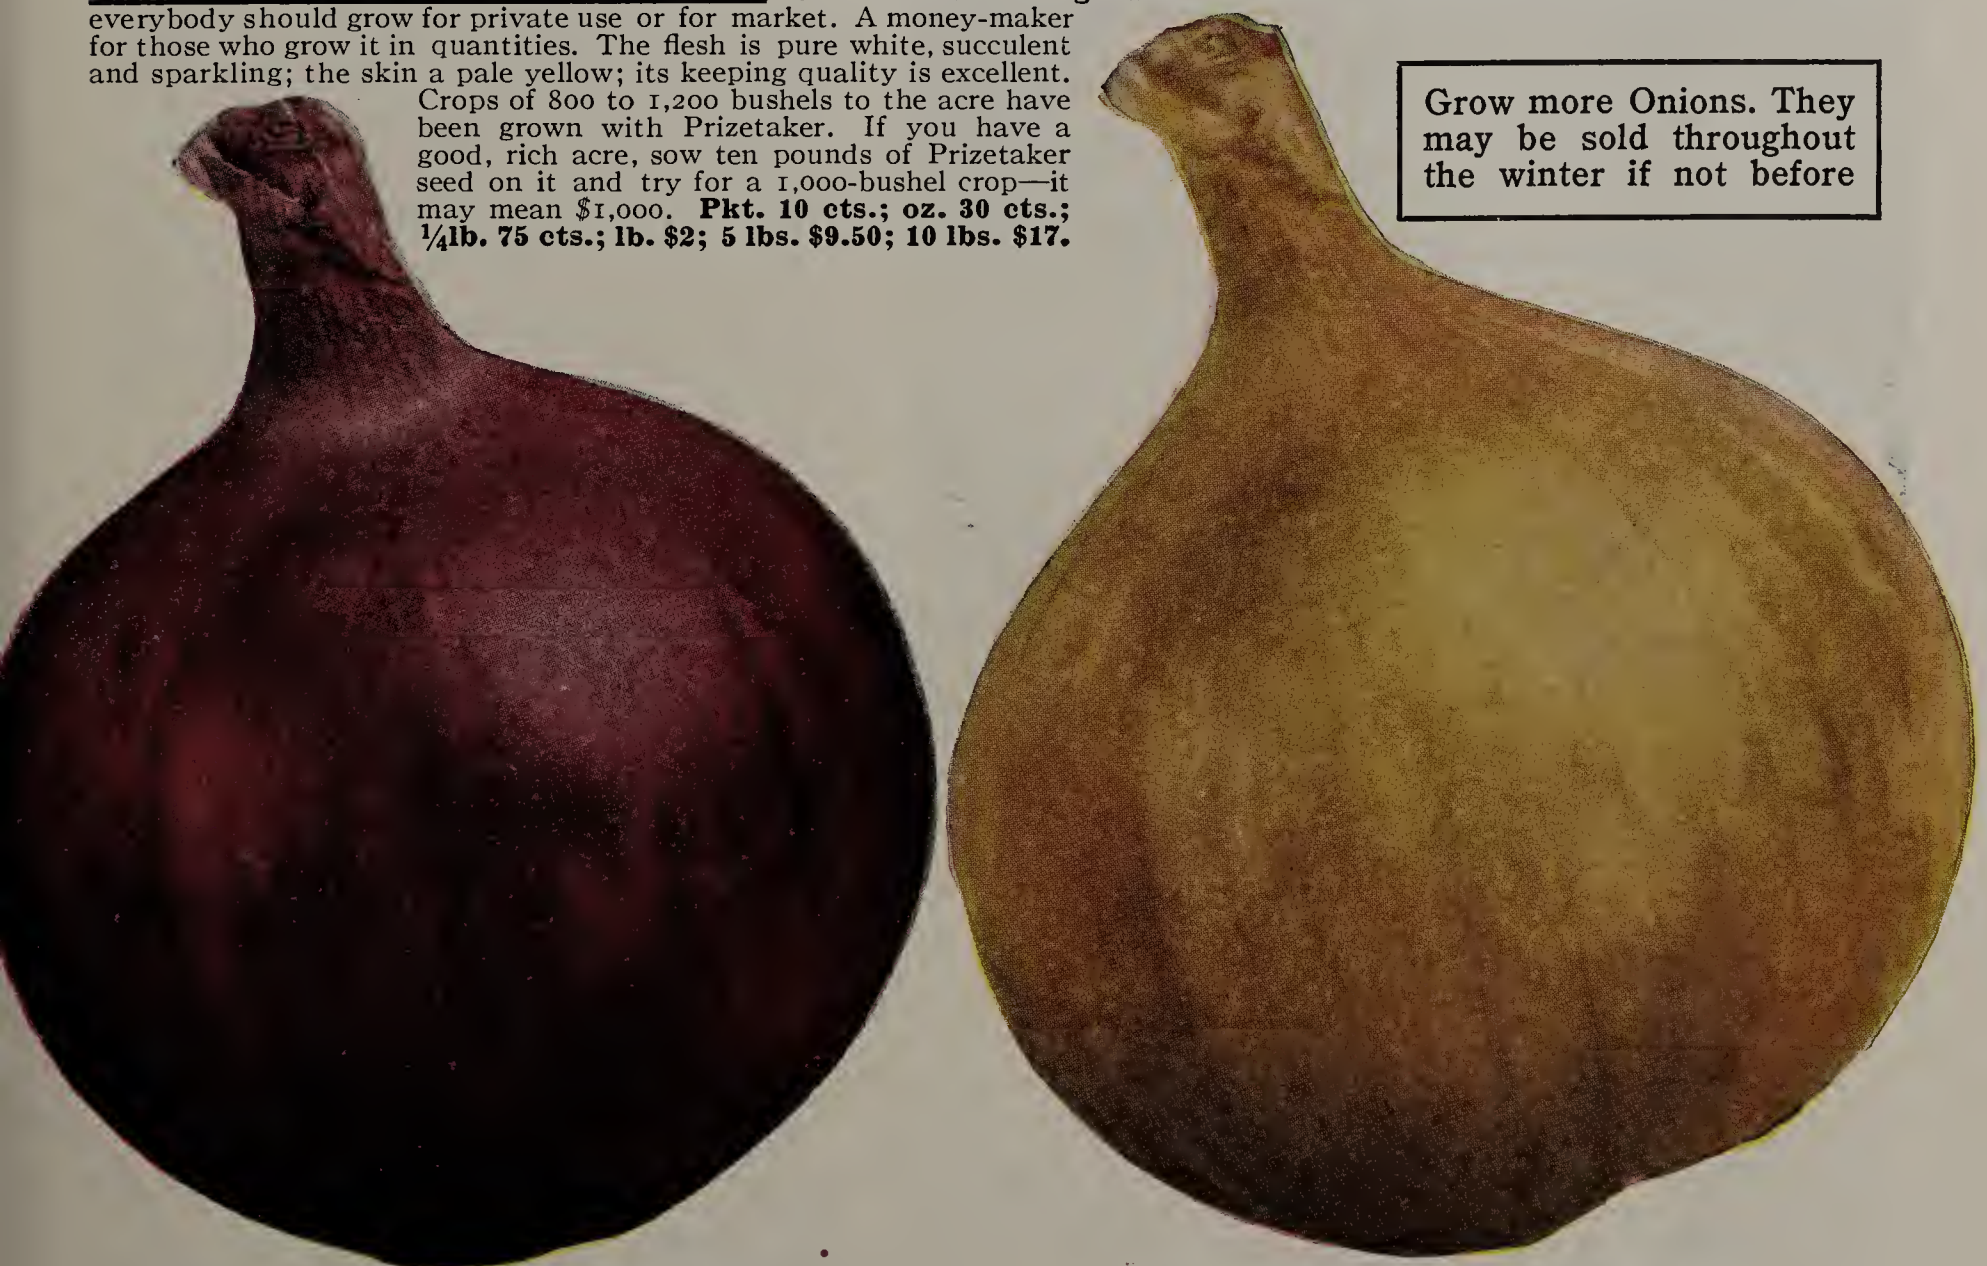 everybody should grow for private use or for market. A money-maker
for those who grow it in quantities. The flesh is pure white, succulent
and sparkling; the skin a pale yellow; its keeping quality is excellent.
Crops of 800 to 1,200 bushels to the acre have
been grown with Prizetaker. If you have a
good, rich acre, sow ten pounds of Prizetaker
seed on it and try for a 1,000-bushel crop—it
may mean $1,000. Pkt. 10 cts.; oz. 30 cts.;
¼lb. 75 cts.; lb. $2; 5 lbs. $9.50; 10 lbs. $17.
Grow more Onions. They
may be sold throughout
the winter if not before